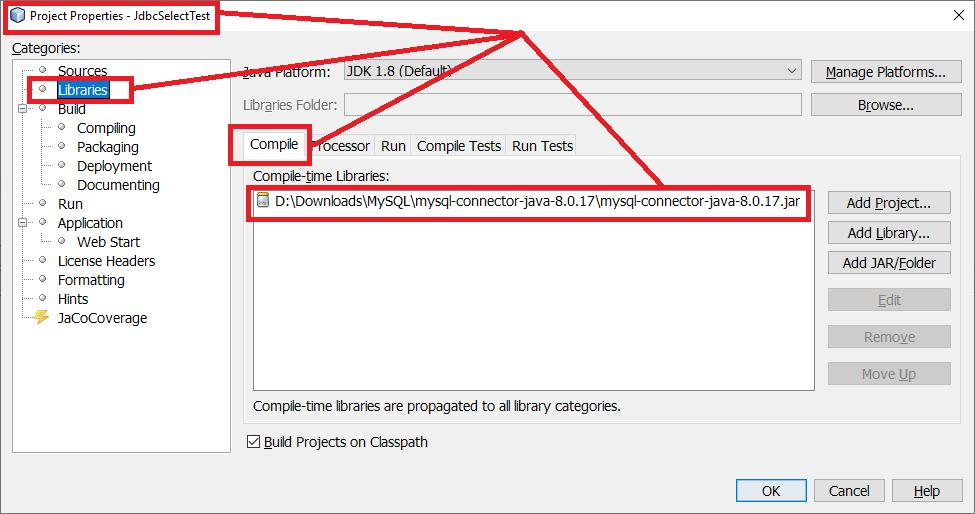 Project Properties - JdbcSelectTest
Categories:
Sources
Libraries
Build
Compiling
Packaging
Deployment
Documenting
Run
Application
Web Start
License Headers
Formatting
Hints
JaCoCoverage
Java Platform: JDK 1.8 (Default) Manage Platforms...
Libraries Folder: Browse...
Compile Processor Run Compile Tests Run Tests
Compile-time Libraries:
D:\Downloads\MySQL\mysql-connector-java-8.0.17\mysql-connector-java-8.0.17.jar
Add Project...
Add Library...
Add JAR/Folder
Edit
Remove
Move Up
Compile-time libraries are propagated to all library categories.
Build Projects on Classpath
OK Cancel Help